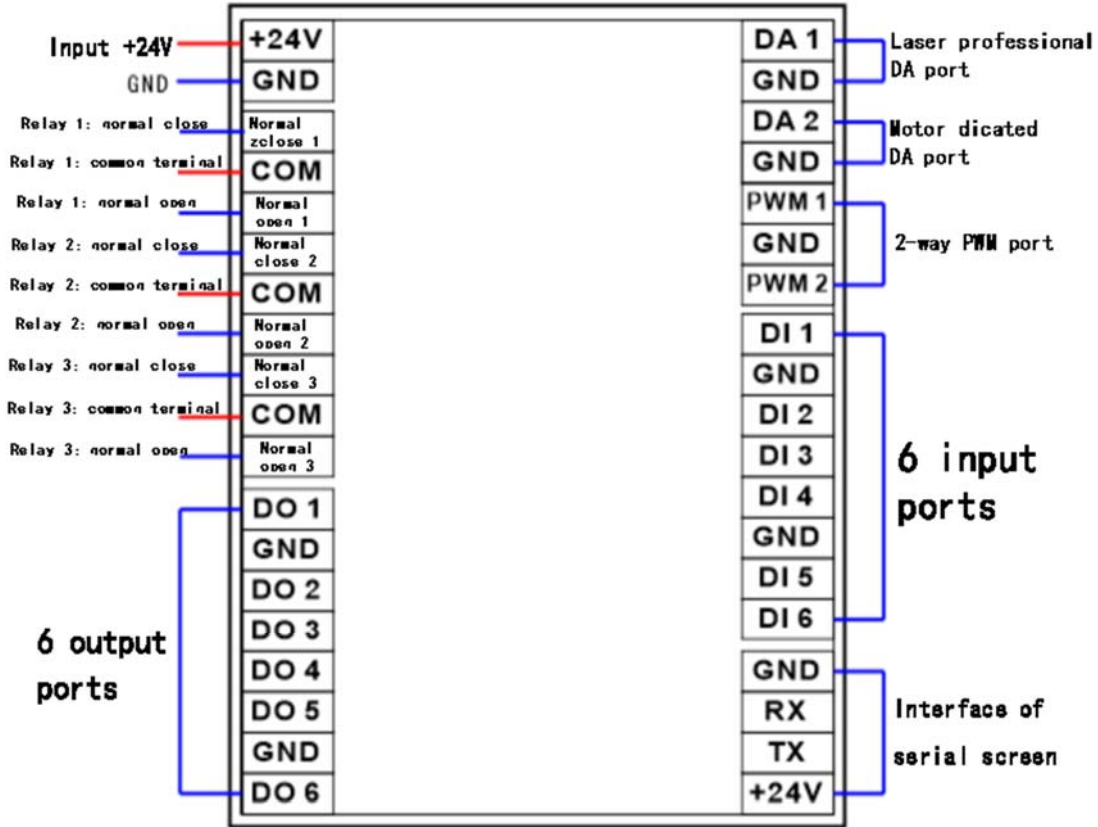 Input +24V
GND
Relay 1: normal close
Relay 1: common terminal
Relay 1: normal open
Relay 2: normal close
Relay 2: common terminal
Relay 2: normal open
Relay 3: normal close
Relay 3: common terminal
Relay 3: normal open
6 output
ports
+24V
GND
Normal
zclose 1
COM
Normal
open 1
Normal
close 2
COM
Normal
open 2
Normal
close 3
COM
Normal
open 3
DO 1
GND
DO 2
DO 3
DO 4
DO 5
GND
DO 6
DA 1
GND
DA 2
GND
PWM 1
GND
PWM 2
DI 1
GND
DI 2
DI 3
DI 4
GND
DI 5
DI 6
GND
RX
TX
+24V
Laser professional
DA port
Motor dicated
DA port
2-way PWM port
6 input
ports
Interface of
serial screen